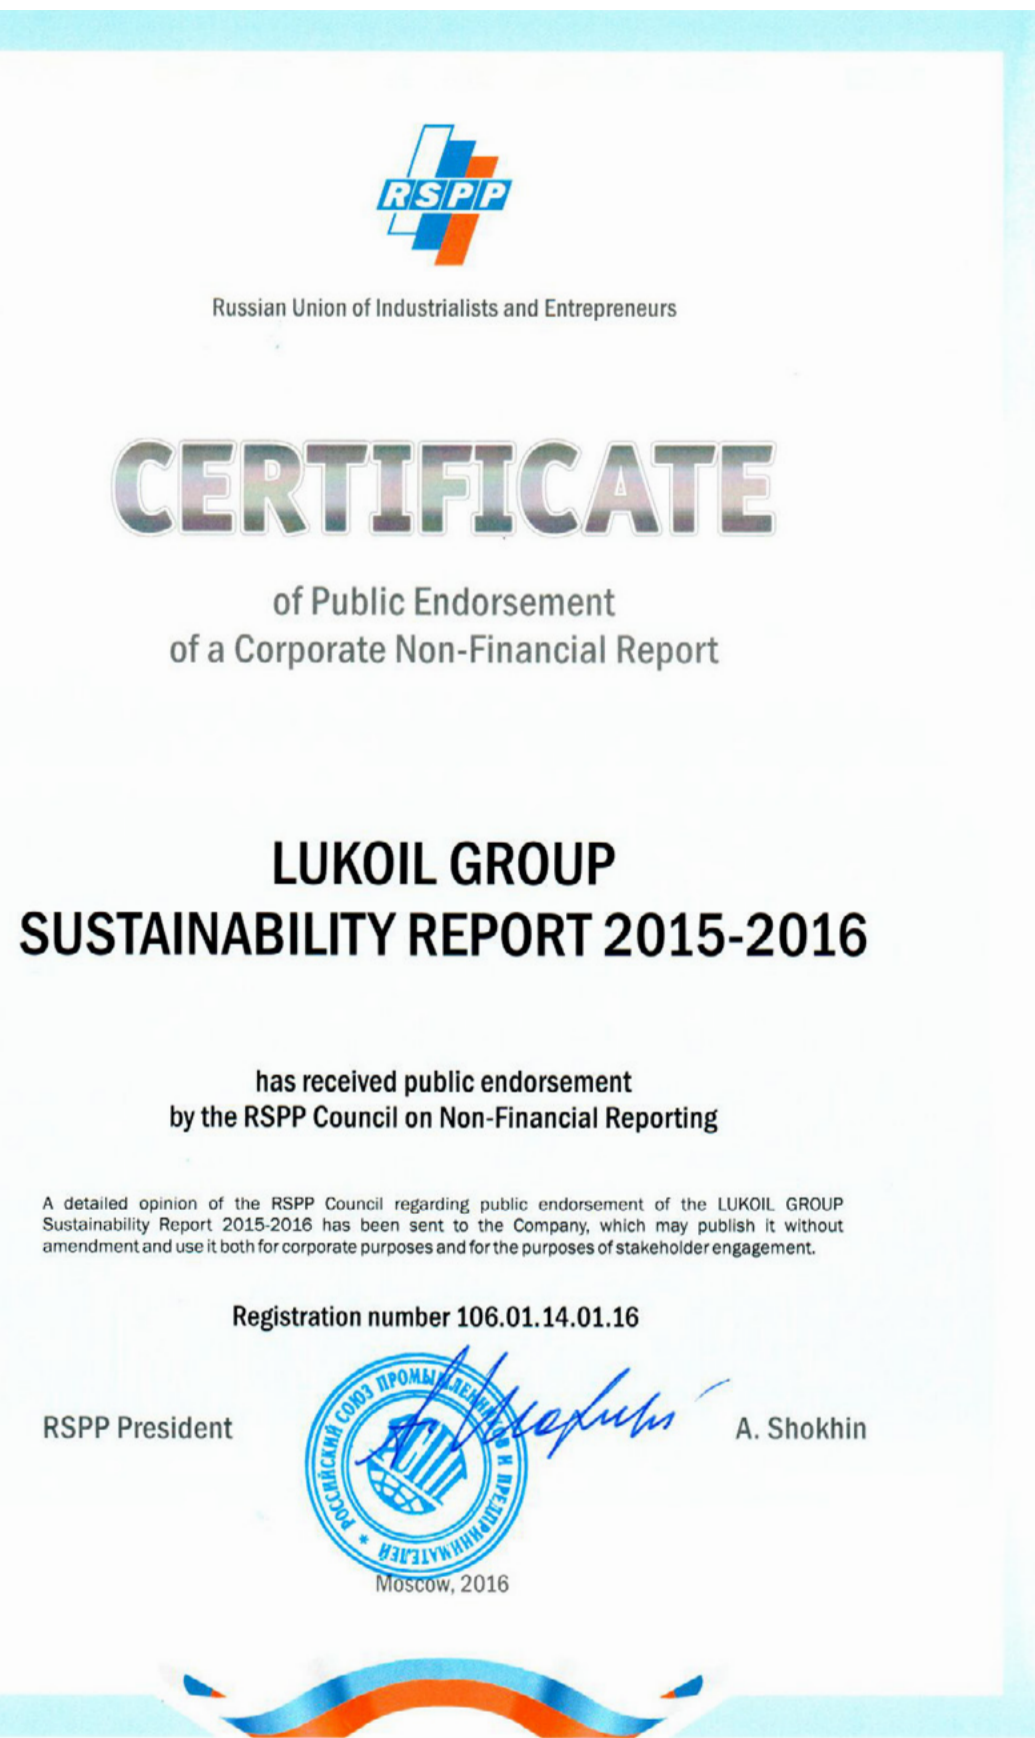 RSPP
Russian Union of Industrialists and Entrepreneurs
CERTIFICATE
of Public Endorsement
of a Corporate Non-Financial Report
LUKOIL GROUP
SUSTAINABILITY REPORT 2015-2016
has received public endorsement
by the RSPP Council on Non-Financial Reporting
A detailed opinion of the RSPP Council regarding public endorsement of the LUKOIL GROUP
Sustainability Report 2015-2016 has been sent to the Company, which may publish it without
amendment and use it both for corporate purposes and for the purposes of stakeholder engagement.
Registration number 106.01.14.01.16
РОССИЙСКИЙ СОЮЗ ПРОМЫШЛЕННИКОВ И ПРЕДПРИНИМАТЕЛЕЙ
RSPP President
A. Shokhin
Moscow, 2016